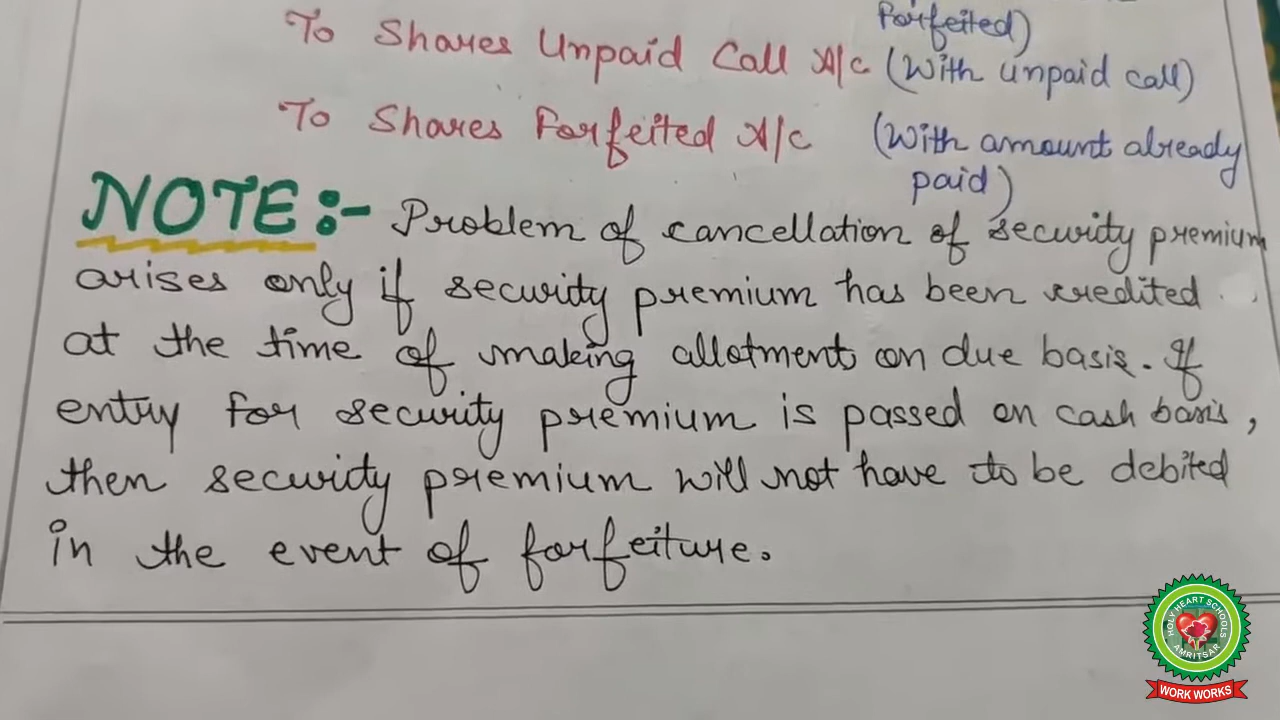 Forfeited)
To Shares Unpaid Call A/c (With unpaid call)
To Shares Forfeited A/c (With amount already
paid)
NOTE:- Problem of cancellation of security premium
arises only if security premium has been credited
at the time of making allotment on due basis. If
entry for security premium is passed on cash basis,
then security premium will not have to be debited
in the event of forfeiture.
HOLY HEART SCHOOLS
AMRITSAR
WORK WORKS